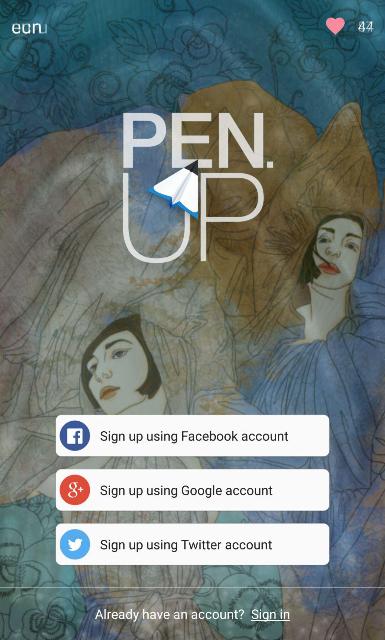 44
PEN.
UP
Sign up using Facebook account
Sign up using Google account
Sign up using Twitter account
Already have an account? Sign in